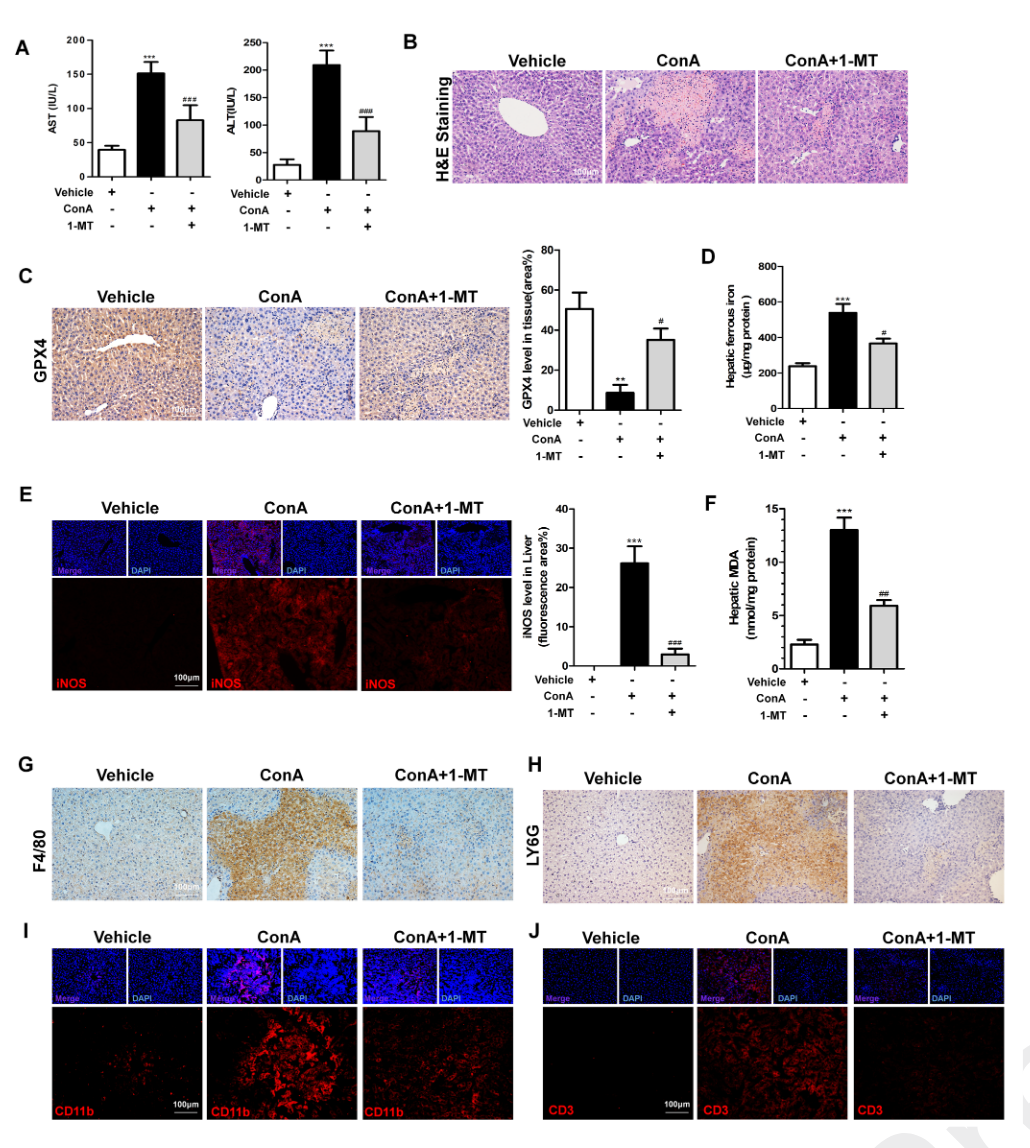 A
AST (IU/L)
200
150
100
50
0
***
###
Vehicle + - -
ConA - + +
1-MT - - +
ALT(IU/L)
250
200
150
100
50
0
***
###
Vehicle + - -
ConA - + +
1-MT - - +
B
Vehicle ConA ConA+1-MT
H&E Staining
100μm
C
Vehicle ConA ConA+1-MT
GPX4
100μm
GPX4 level in tissue(area%)
80
60
40
20
0
**
#
Vehicle + - -
ConA - + +
1-MT - - +
D
Hepatic ferrous iron
(μg/mg protein )
800
600
400
200
0
***
#
Vehicle + - -
ConA - + +
1-MT - - +
E
Vehicle ConA ConA+1-MT
Merge DAPI Merge DAPI Merge DAPI
100μm
iNOS iNOS iNOS
iNOS level in Liver
(fluorescence area%)
40
30
20
10
0
***
###
Vehicle + - -
ConA - + +
1-MT - - +
F
Hepatic MDA
(nmol/mg protein)
15
10
5
0
***
##
Vehicle + - -
ConA - + +
1-MT - - +
G
Vehicle ConA ConA+1-MT
F4/80
100μm
H
Vehicle ConA ConA+1-MT
LY6G
100μm
I
Vehicle ConA ConA+1-MT
Merge DAPI Merge DAPI Merge DAPI
100μm
CD11b CD11b CD11b
J
Vehicle ConA ConA+1-MT
Merge DAPI Merge DAPI Merge DAPI
100μm
CD3 CD3 CD3